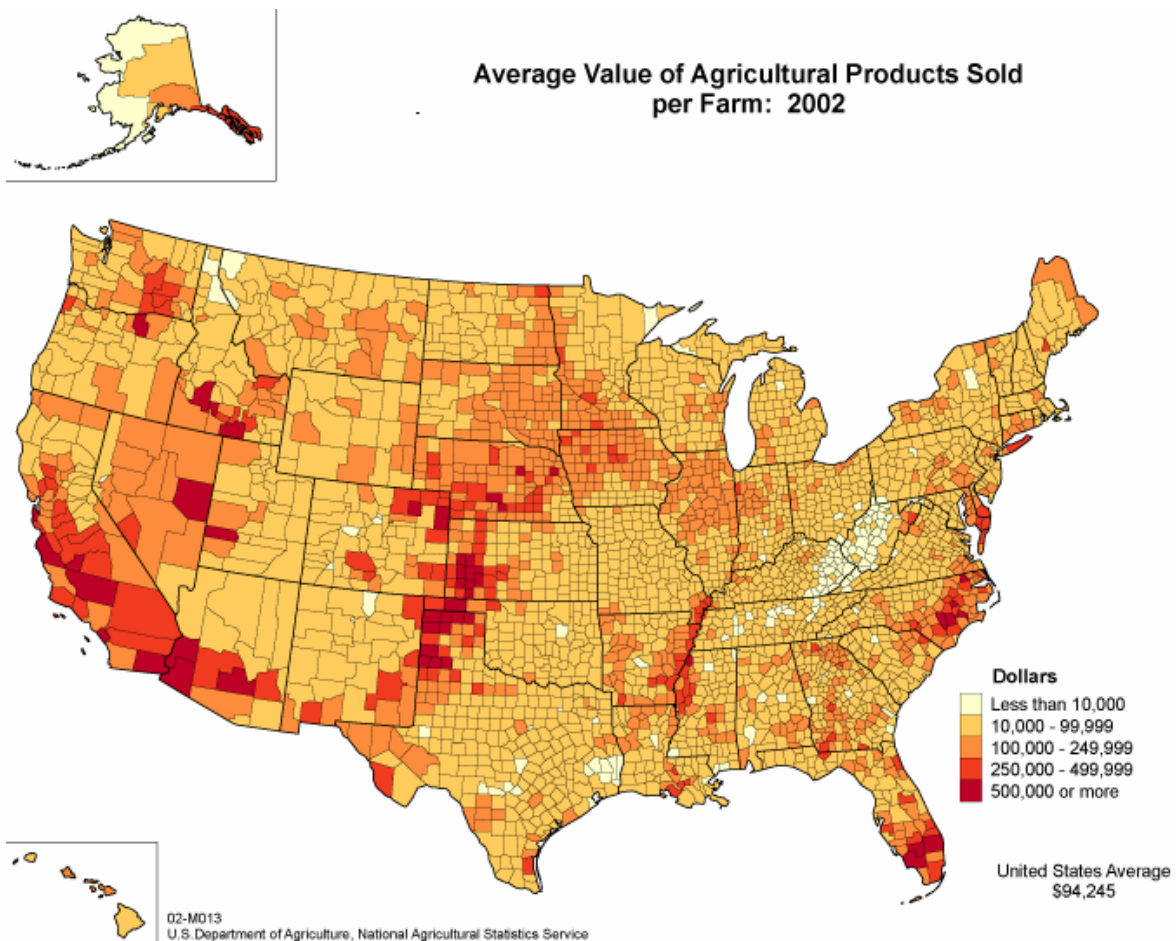 Average Value of Agricultural Products Sold
per Farm: 2002
Dollars
Less than 10,000
10,000 - 99,999
100,000 - 249,999
250,000 - 499,999
500,000 or more
United States Average
$94,245
02-M013
U.S.Department of Agriculture, National Agricultural Statistics Service